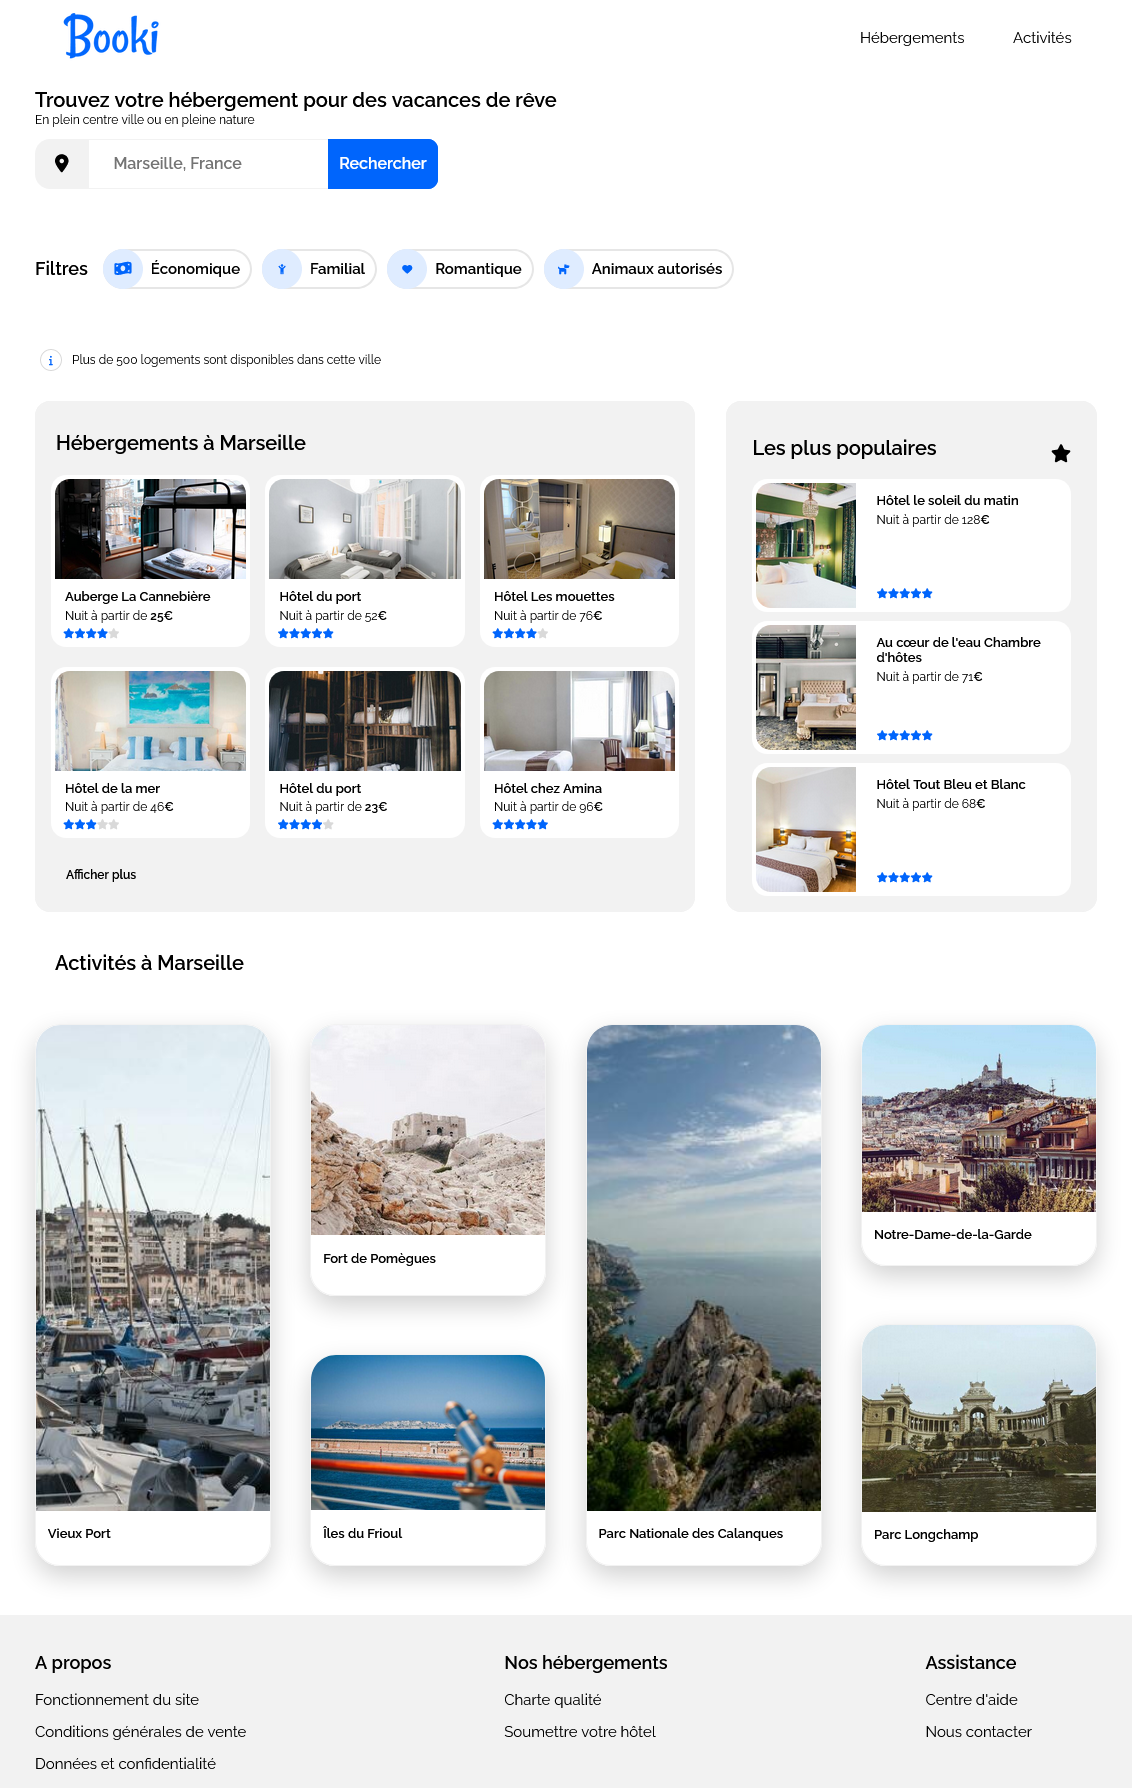 Booki
Hébergements
Activités
Trouvez votre hébergement pour des vacances de rêve
En plein centre ville ou en pleine nature
Marseille, France
Rechercher
Filtres
Économique
Familial
Romantique
Animaux autorisés
Plus de 500 logements sont disponibles dans cette ville
Hébergements à Marseille
Auberge La Cannebière
Nuit à partir de 25€
Hôtel du port
Nuit à partir de 52€
Hôtel Les mouettes
Nuit à partir de 76€
Hôtel de la mer
Nuit à partir de 46€
Hôtel du port
Nuit à partir de 23€
Hôtel chez Amina
Nuit à partir de 96€
Afficher plus
Les plus populaires
Hôtel le soleil du matin
Nuit à partir de 128€
Au cœur de l'eau Chambre
d'hôtes
Nuit à partir de 71€
Hôtel Tout Bleu et Blanc
Nuit à partir de 68€
Activités à Marseille
Vieux Port
Fort de Pomègues
Îles du Frioul
Parc Nationale des Calanques
Notre-Dame-de-la-Garde
Parc Longchamp
A propos
Fonctionnement du site
Conditions générales de vente
Données et confidentialité
Nos hébergements
Charte qualité
Soumettre votre hôtel
Assistance
Centre d'aide
Nous contacter